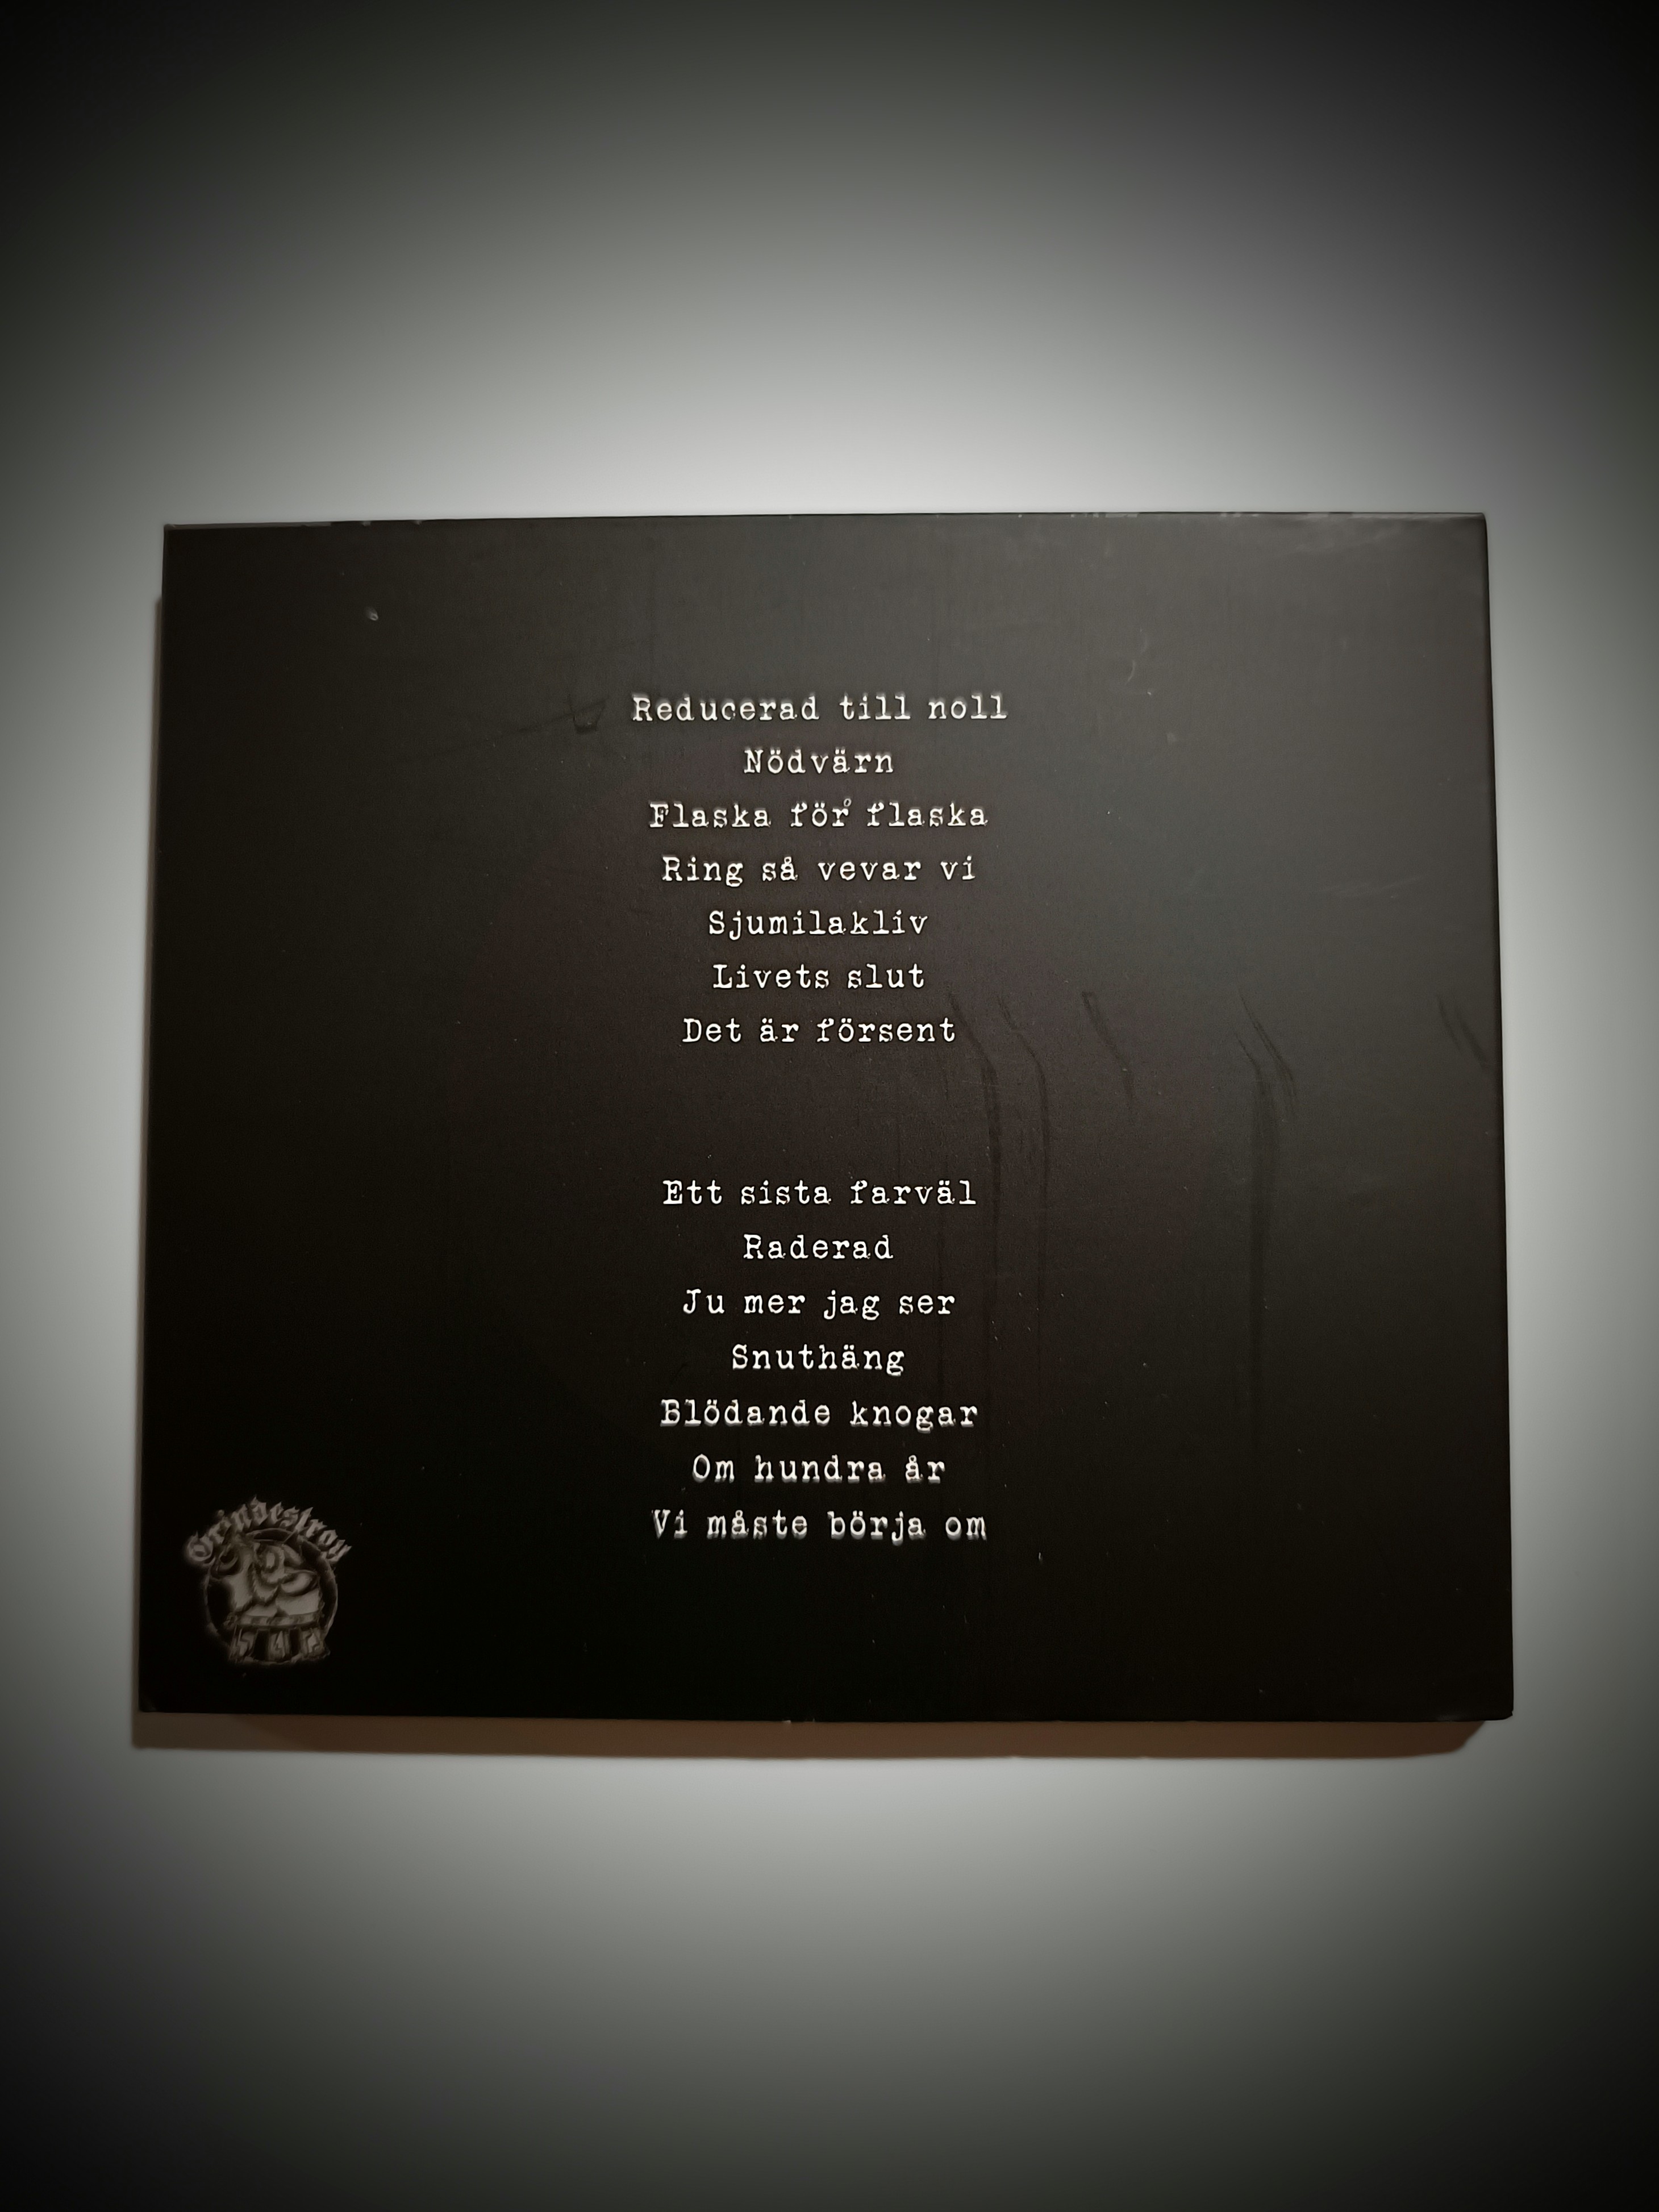 Reducerad till noll
Nödvärn
Flaska för flaska
Ring så vevar vi
Sjumilakliv
Livets slut
Det är försent
Ett sista farväl
Raderad
Ju mer jag ser
Snuthäng
Blödande knogar
Om hundra år
Vi måste börja om
Grindestroy